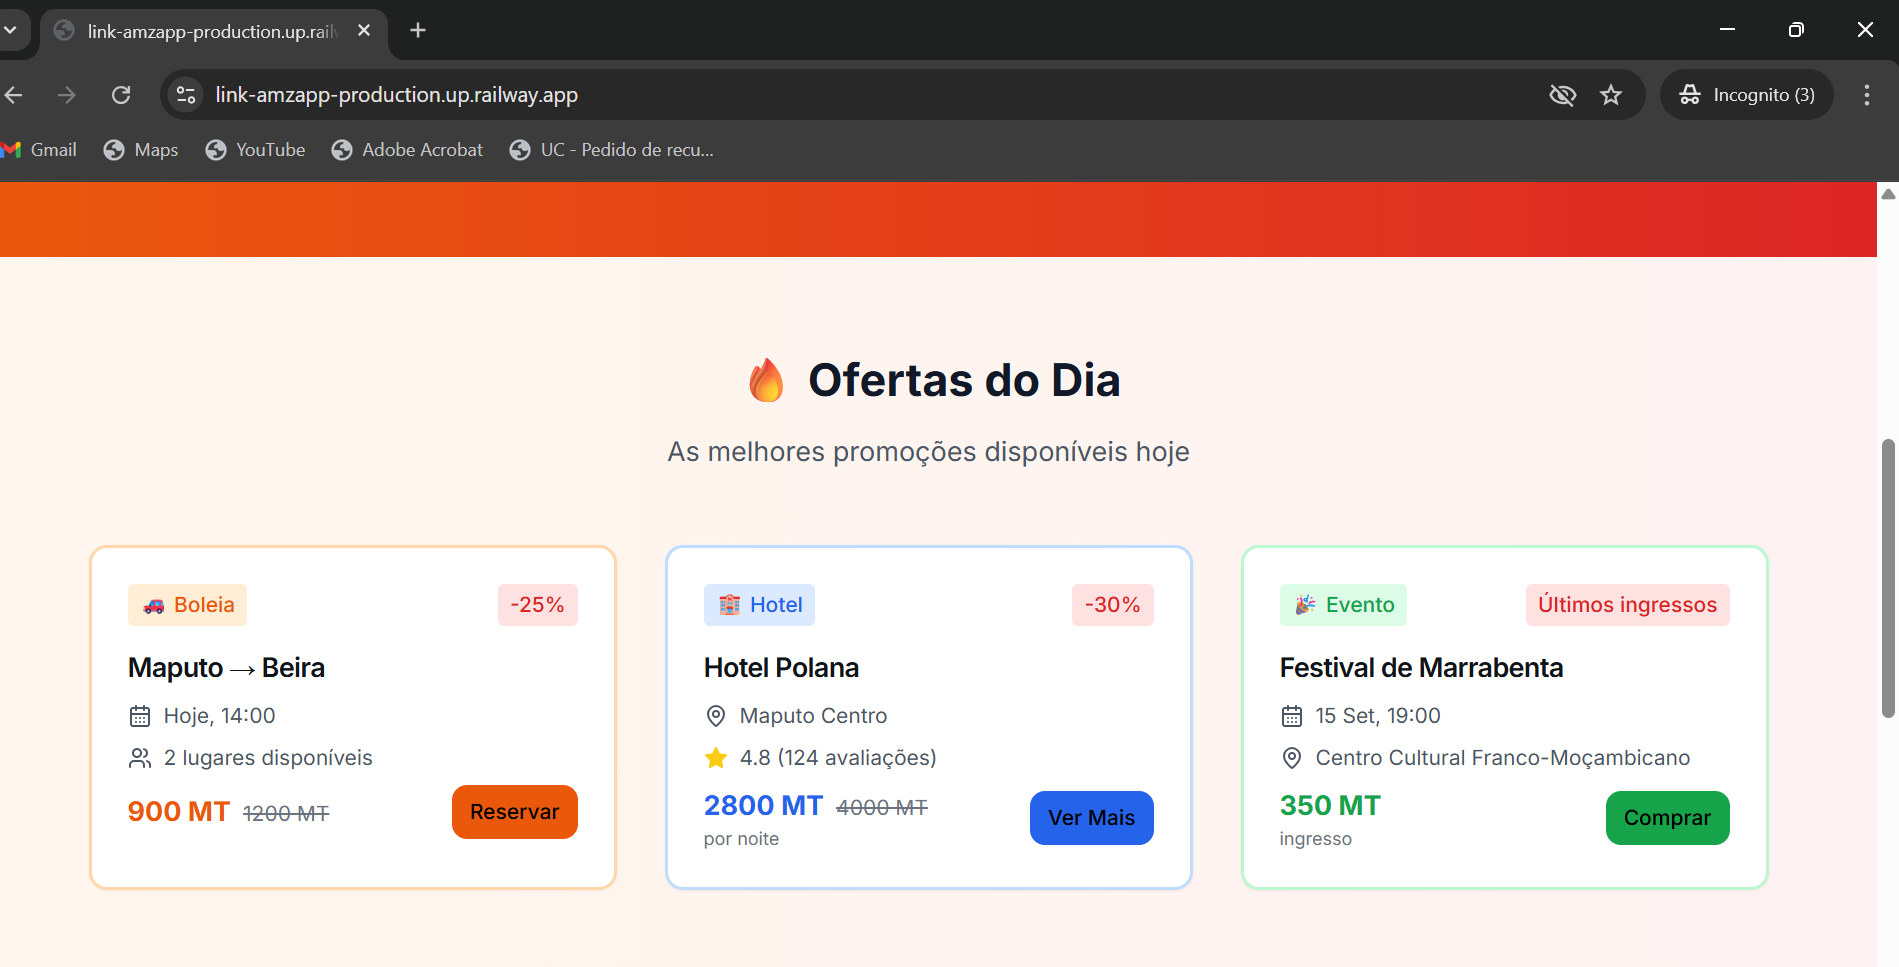 link-amzapp-production.up.rail
link-amzapp-production.up.railway.app
Incognito (3)
Gmail
Maps
YouTube
Adobe Acrobat
UC - Pedido de recu...
Ofertas do Dia
As melhores promoções disponíveis hoje
Boleia
-25%
Maputo → Beira
Hoje, 14:00
2 lugares disponíveis
900 MT 1200 MT
Reservar
Hotel
-30%
Hotel Polana
Maputo Centro
4.8 (124 avaliações)
2800 MT 4000 MT
por noite
Ver Mais
Evento
Últimos ingressos
Festival de Marrabenta
15 Set, 19:00
Centro Cultural Franco-Moçambicano
350 MT
ingresso
Comprar